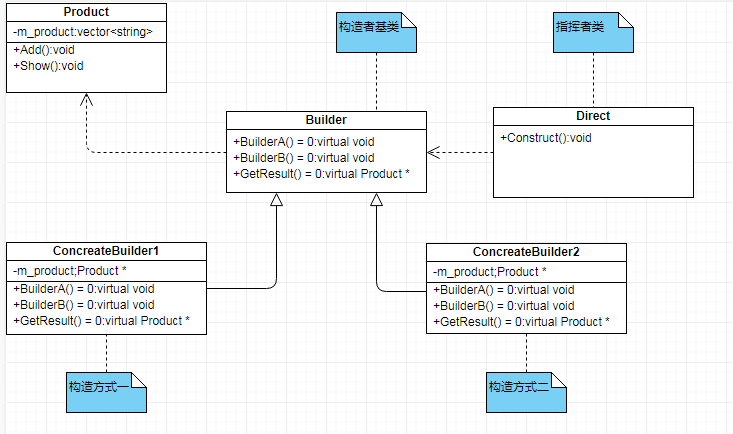 Product
-m_product:vector<string>
+Add():void
+Show():void
构造者基类
指挥者类
Builder
+BuilderA() = 0:virtual void
+BuilderB() = 0:virtual void
+GetResult() = 0:virtual Product *
Direct
+Construct():void
ConcreateBuilder1
-m_product;Product *
+BuilderA() = 0:virtual void
+BuilderB() = 0:virtual void
+GetResult() = 0:virtual Product *
ConcreateBuilder2
-m_product;Product *
+BuilderA() = 0:virtual void
+BuilderB() = 0:virtual void
+GetResult() = 0:virtual Product *
构造方式一
构造方式二